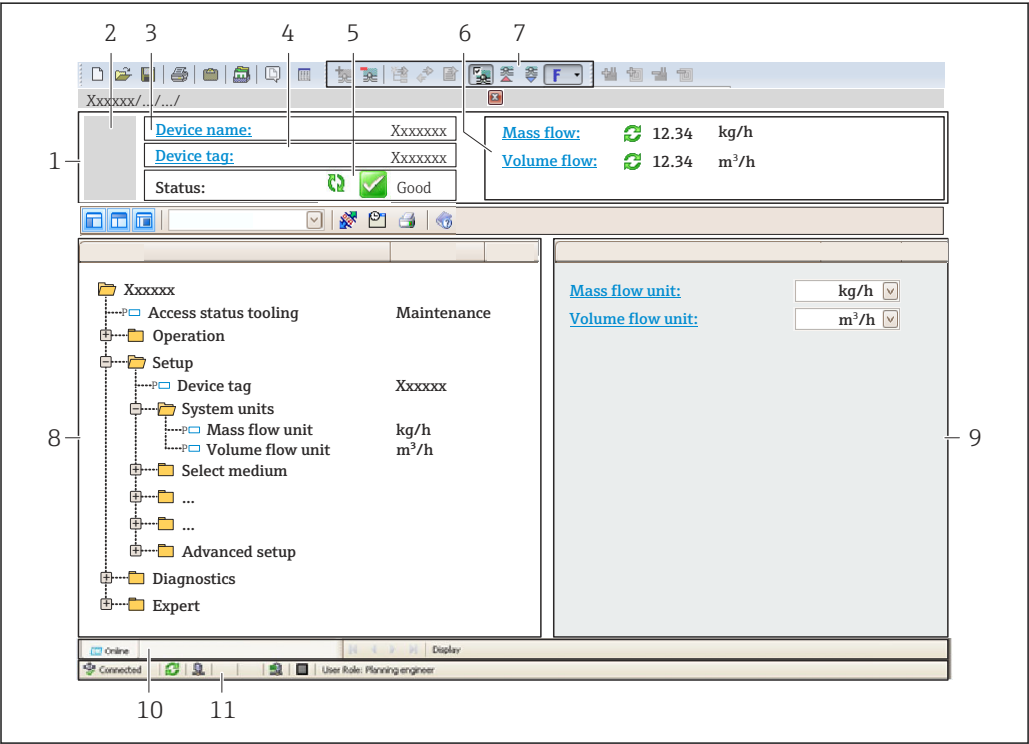 2 3 4 5 6 7
F
Xxxxxx/.../.../
1
Device name: Xxxxxxx
Device tag: Xxxxxxx
Status: Good
Mass flow: 12.34 kg/h
Volume flow: 12.34 m³/h
Xxxxxx
P Access status tooling Maintenance
Operation
Setup
P Device tag Xxxxxx
System units
P Mass flow unit kg/h
P Volume flow unit m³/h
Select medium
...
...
Advanced setup
Diagnostics
Expert
8
Mass flow unit: kg/h
Volume flow unit: m³/h
9
Online Display
Connected User Role: Planning engineer
10 11